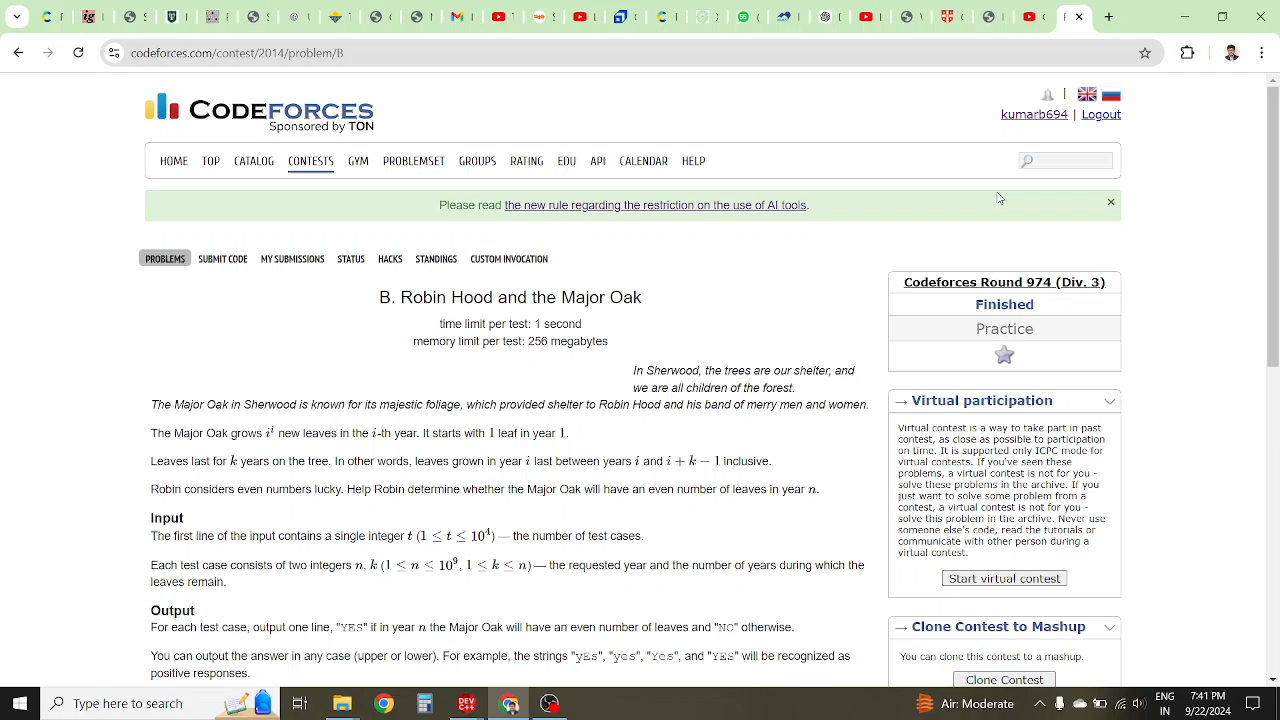 codeforces.com/contest/2014/problem/B
CODEFORCES
Sponsored by TON
kumarb694 | Logout
HOME TOP CATALOG CONTESTS GYM PROBLEMSET GROUPS RATING EDU API CALENDAR HELP
Please read the new rule regarding the restriction on the use of AI tools.
PROBLEMS SUBMIT CODE MY SUBMISSIONS STATUS HACKS STANDINGS CUSTOM INVOCATION
B. Robin Hood and the Major Oak
time limit per test: 1 second
memory limit per test: 256 megabytes
In Sherwood, the trees are our shelter, and
we are all children of the forest.
The Major Oak in Sherwood is known for its majestic foliage, which provided shelter to Robin Hood and his band of merry men and women.
The Major Oak grows i^i new leaves in the i-th year. It starts with 1 leaf in year 1.
Leaves last for k years on the tree. In other words, leaves grown in year i last between years i and i + k − 1 inclusive.
Robin considers even numbers lucky. Help Robin determine whether the Major Oak will have an even number of leaves in year n.
Input
The first line of the input contains a single integer t (1 ≤ t ≤ 10^4) — the number of test cases.
Each test case consists of two integers n, k (1 ≤ n ≤ 10^9, 1 ≤ k ≤ n) — the requested year and the number of years during which the
leaves remain.
Output
For each test case, output one line, "YES" if in year n the Major Oak will have an even number of leaves and "NO" otherwise.
You can output the answer in any case (upper or lower). For example, the strings "yEs", "yes", "Yes", and "YES" will be recognized as
positive responses.
Codeforces Round 974 (Div. 3)
Finished
Practice
→ Virtual participation
Virtual contest is a way to take part in past
contest, as close as possible to participation
on time. It is supported only ICPC mode for
virtual contests. If you've seen these
problems, a virtual contest is not for you -
solve these problems in the archive. If you
just want to solve some problem from a
contest, a virtual contest is not for you -
solve this problem in the archive. Never use
someone else's code, read the tutorials or
communicate with other person during a
virtual contest.
Start virtual contest
→ Clone Contest to Mashup
You can clone this contest to a mashup.
Clone Contest
Type here to search
DEV
Air Moderate
ENG
IN
7:41 PM
9/22/2024